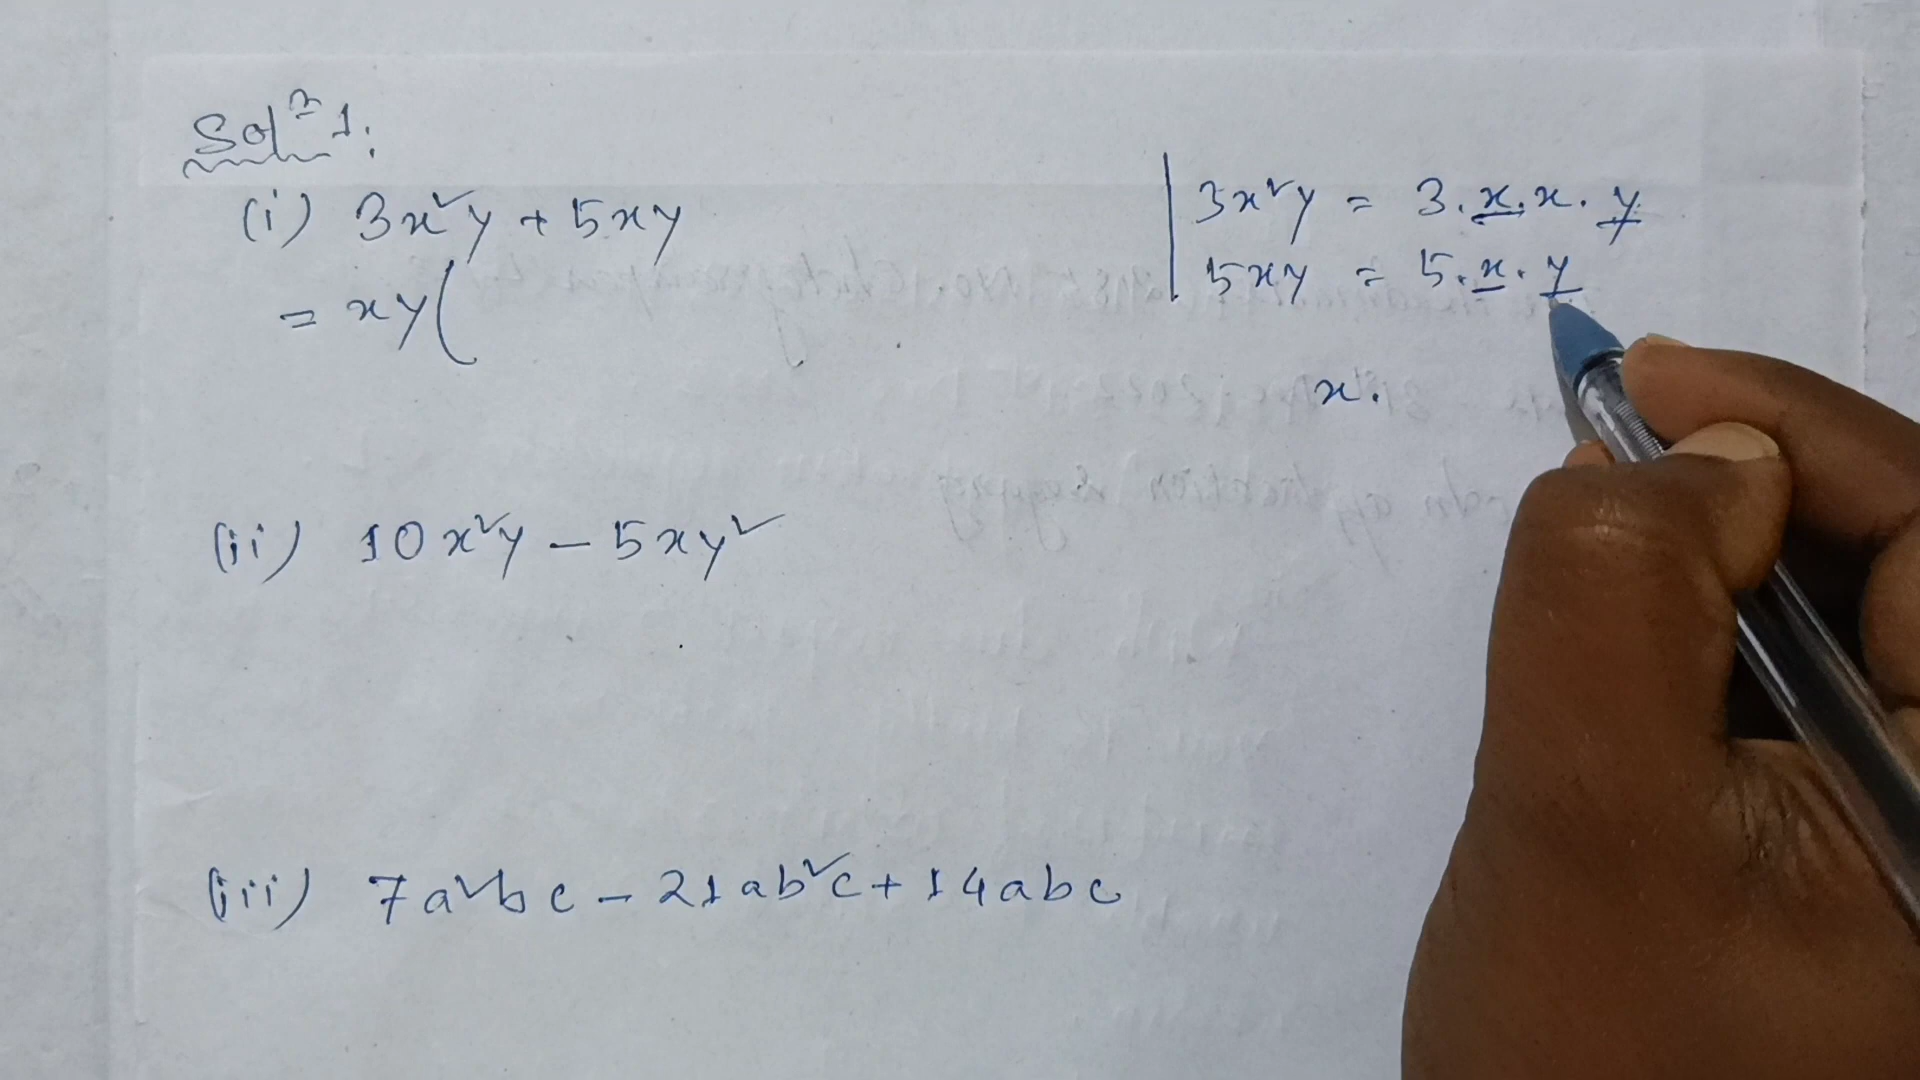 Solⁿ 1:
(i) 3x²y + 5xy
= xy(
3x²y = 3.x.x.y
5xy = 5.x.y
x.
(ii) 10x²y - 5xy²
(iii) 7a²bc - 21ab²c + 14abc